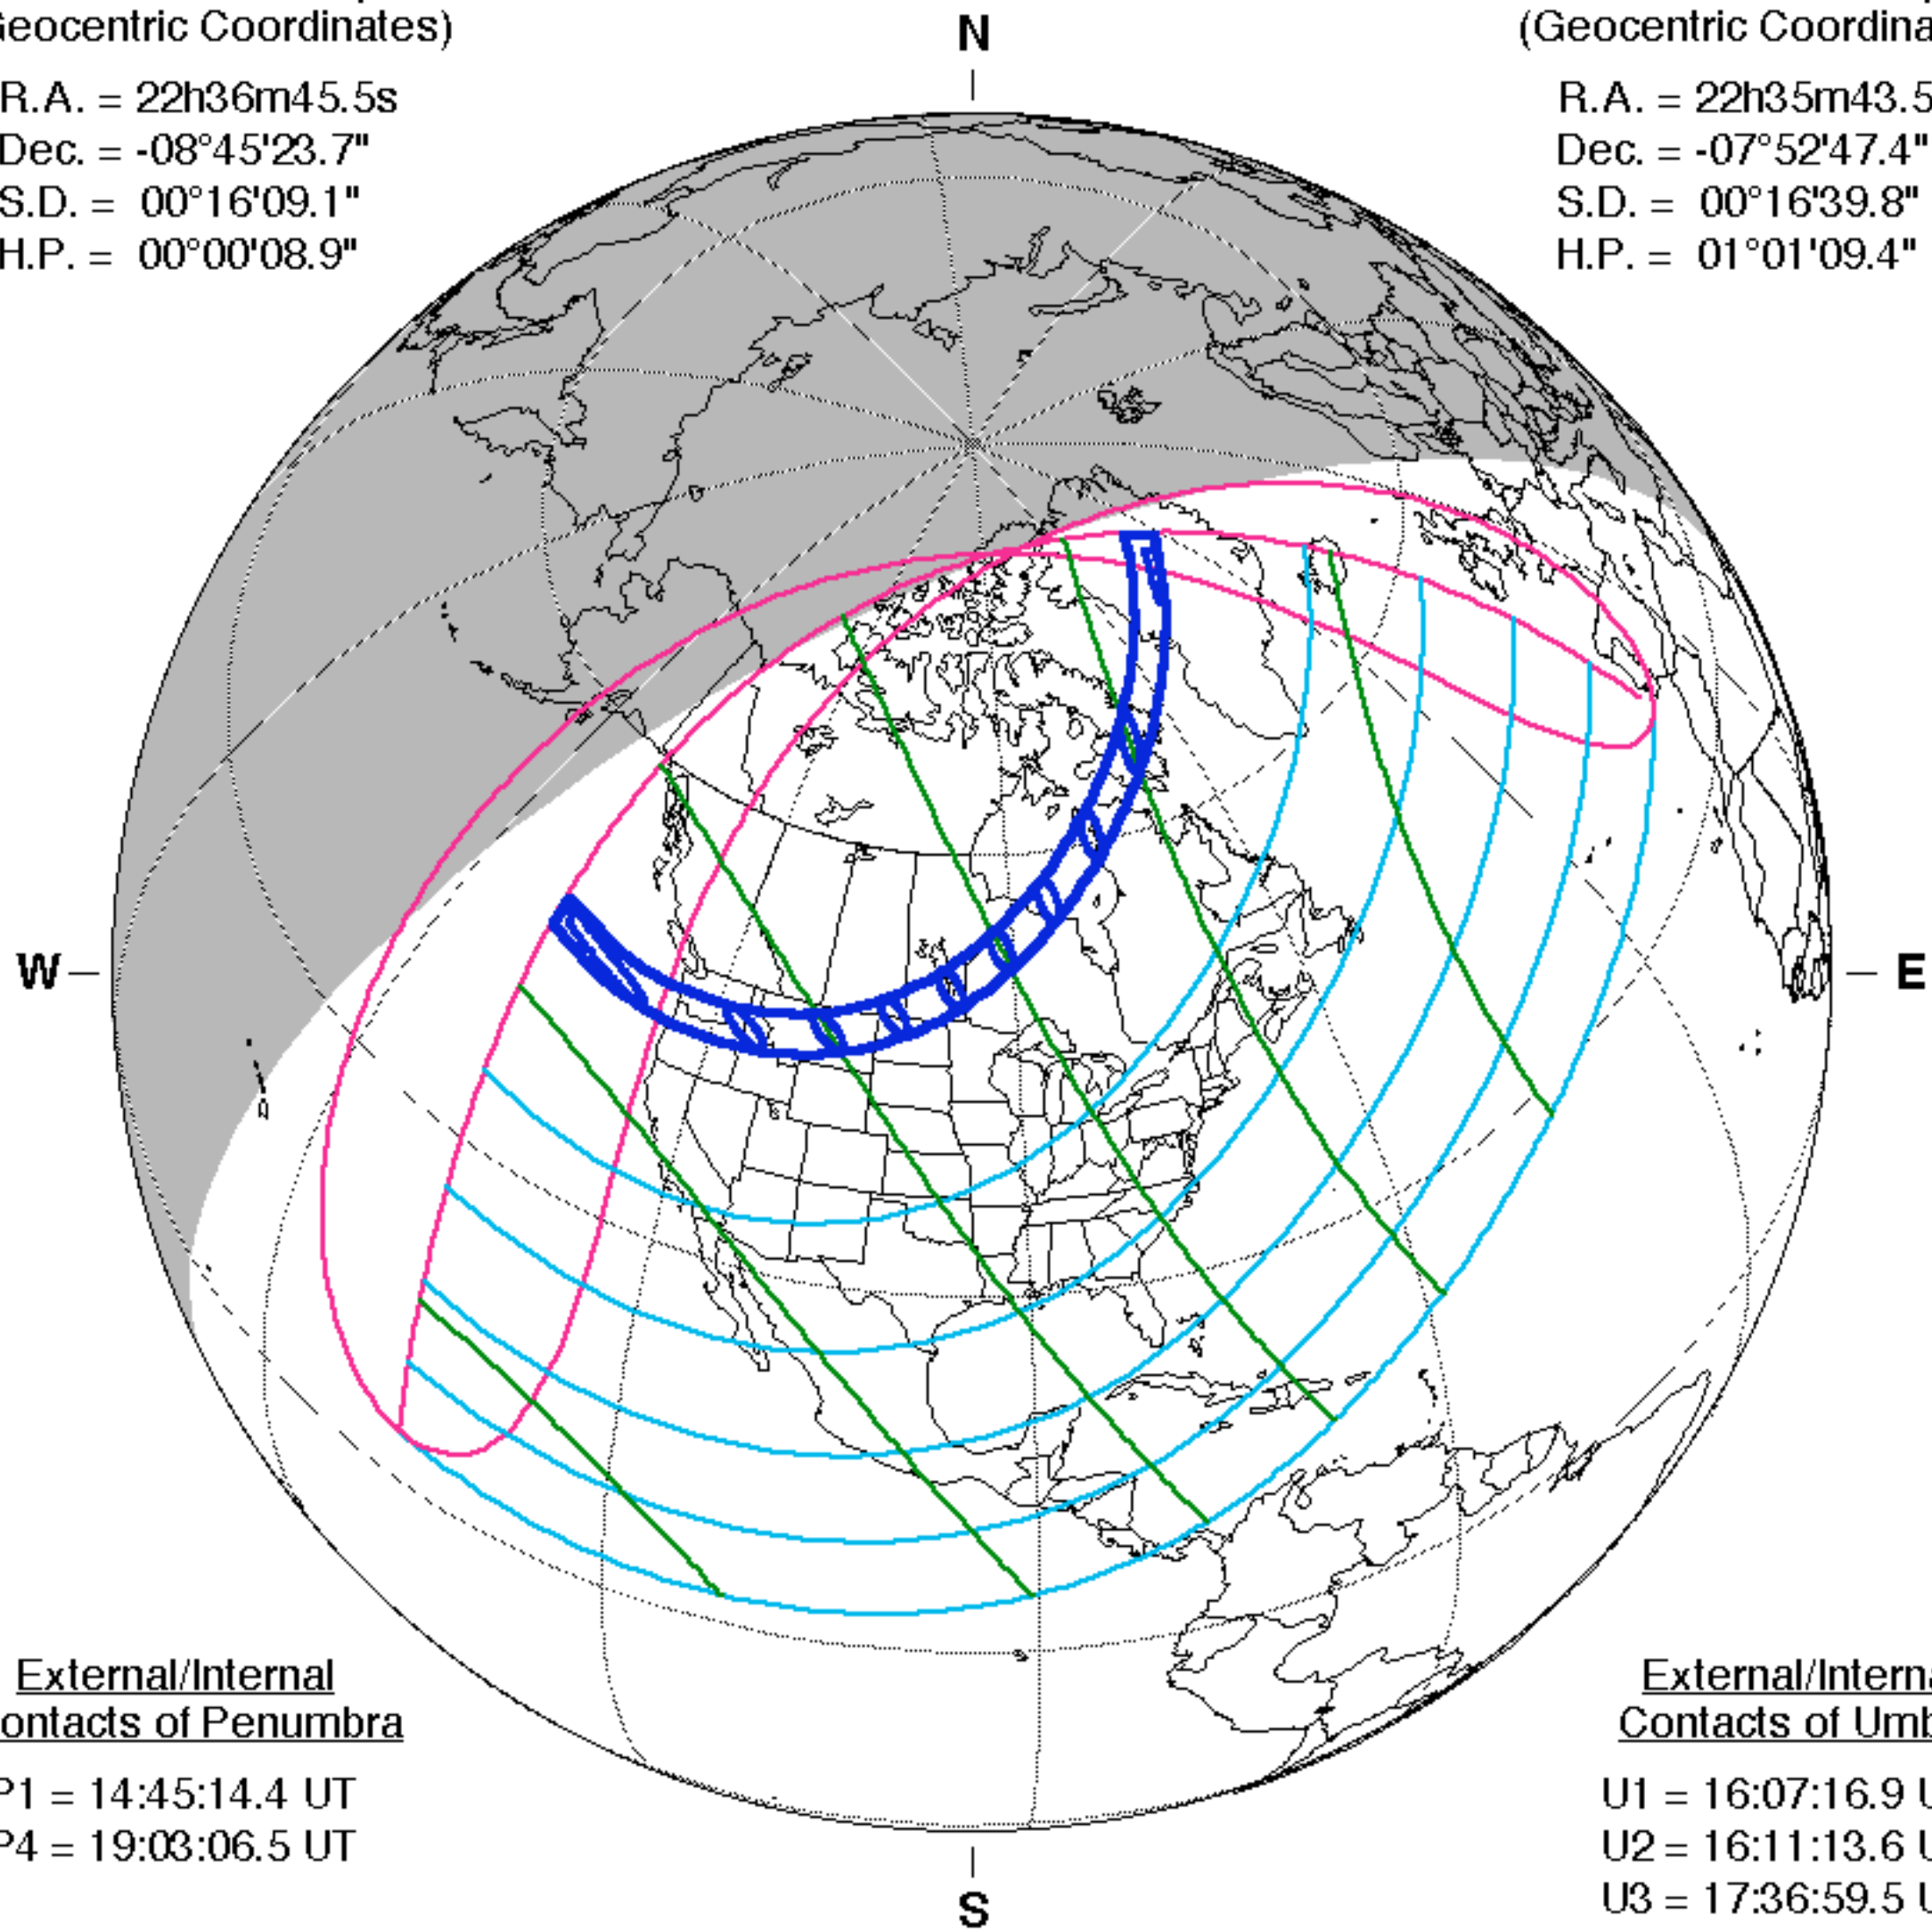 eocentric Coordinates)
R.A. = 22h36m45.5s
Dec. = -08°45'23.7"
S.D. = 00°16'09.1"
H.P. = 00°00'08.9"
N
(Geocentric Coordina
R.A. = 22h35m43.5
Dec. = -07°52'47.4"
S.D. = 00°16'39.8"
H.P. = 01°01'09.4"
W
E
External/Internal
ontacts of Penumbra
P1 = 14:45:14.4 UT
P4 = 19:03:06.5 UT
External/Interna
Contacts of Umb
U1 = 16:07:16.9 U
U2 = 16:11:13.6 U
U3 = 17:36:59.5 U
S